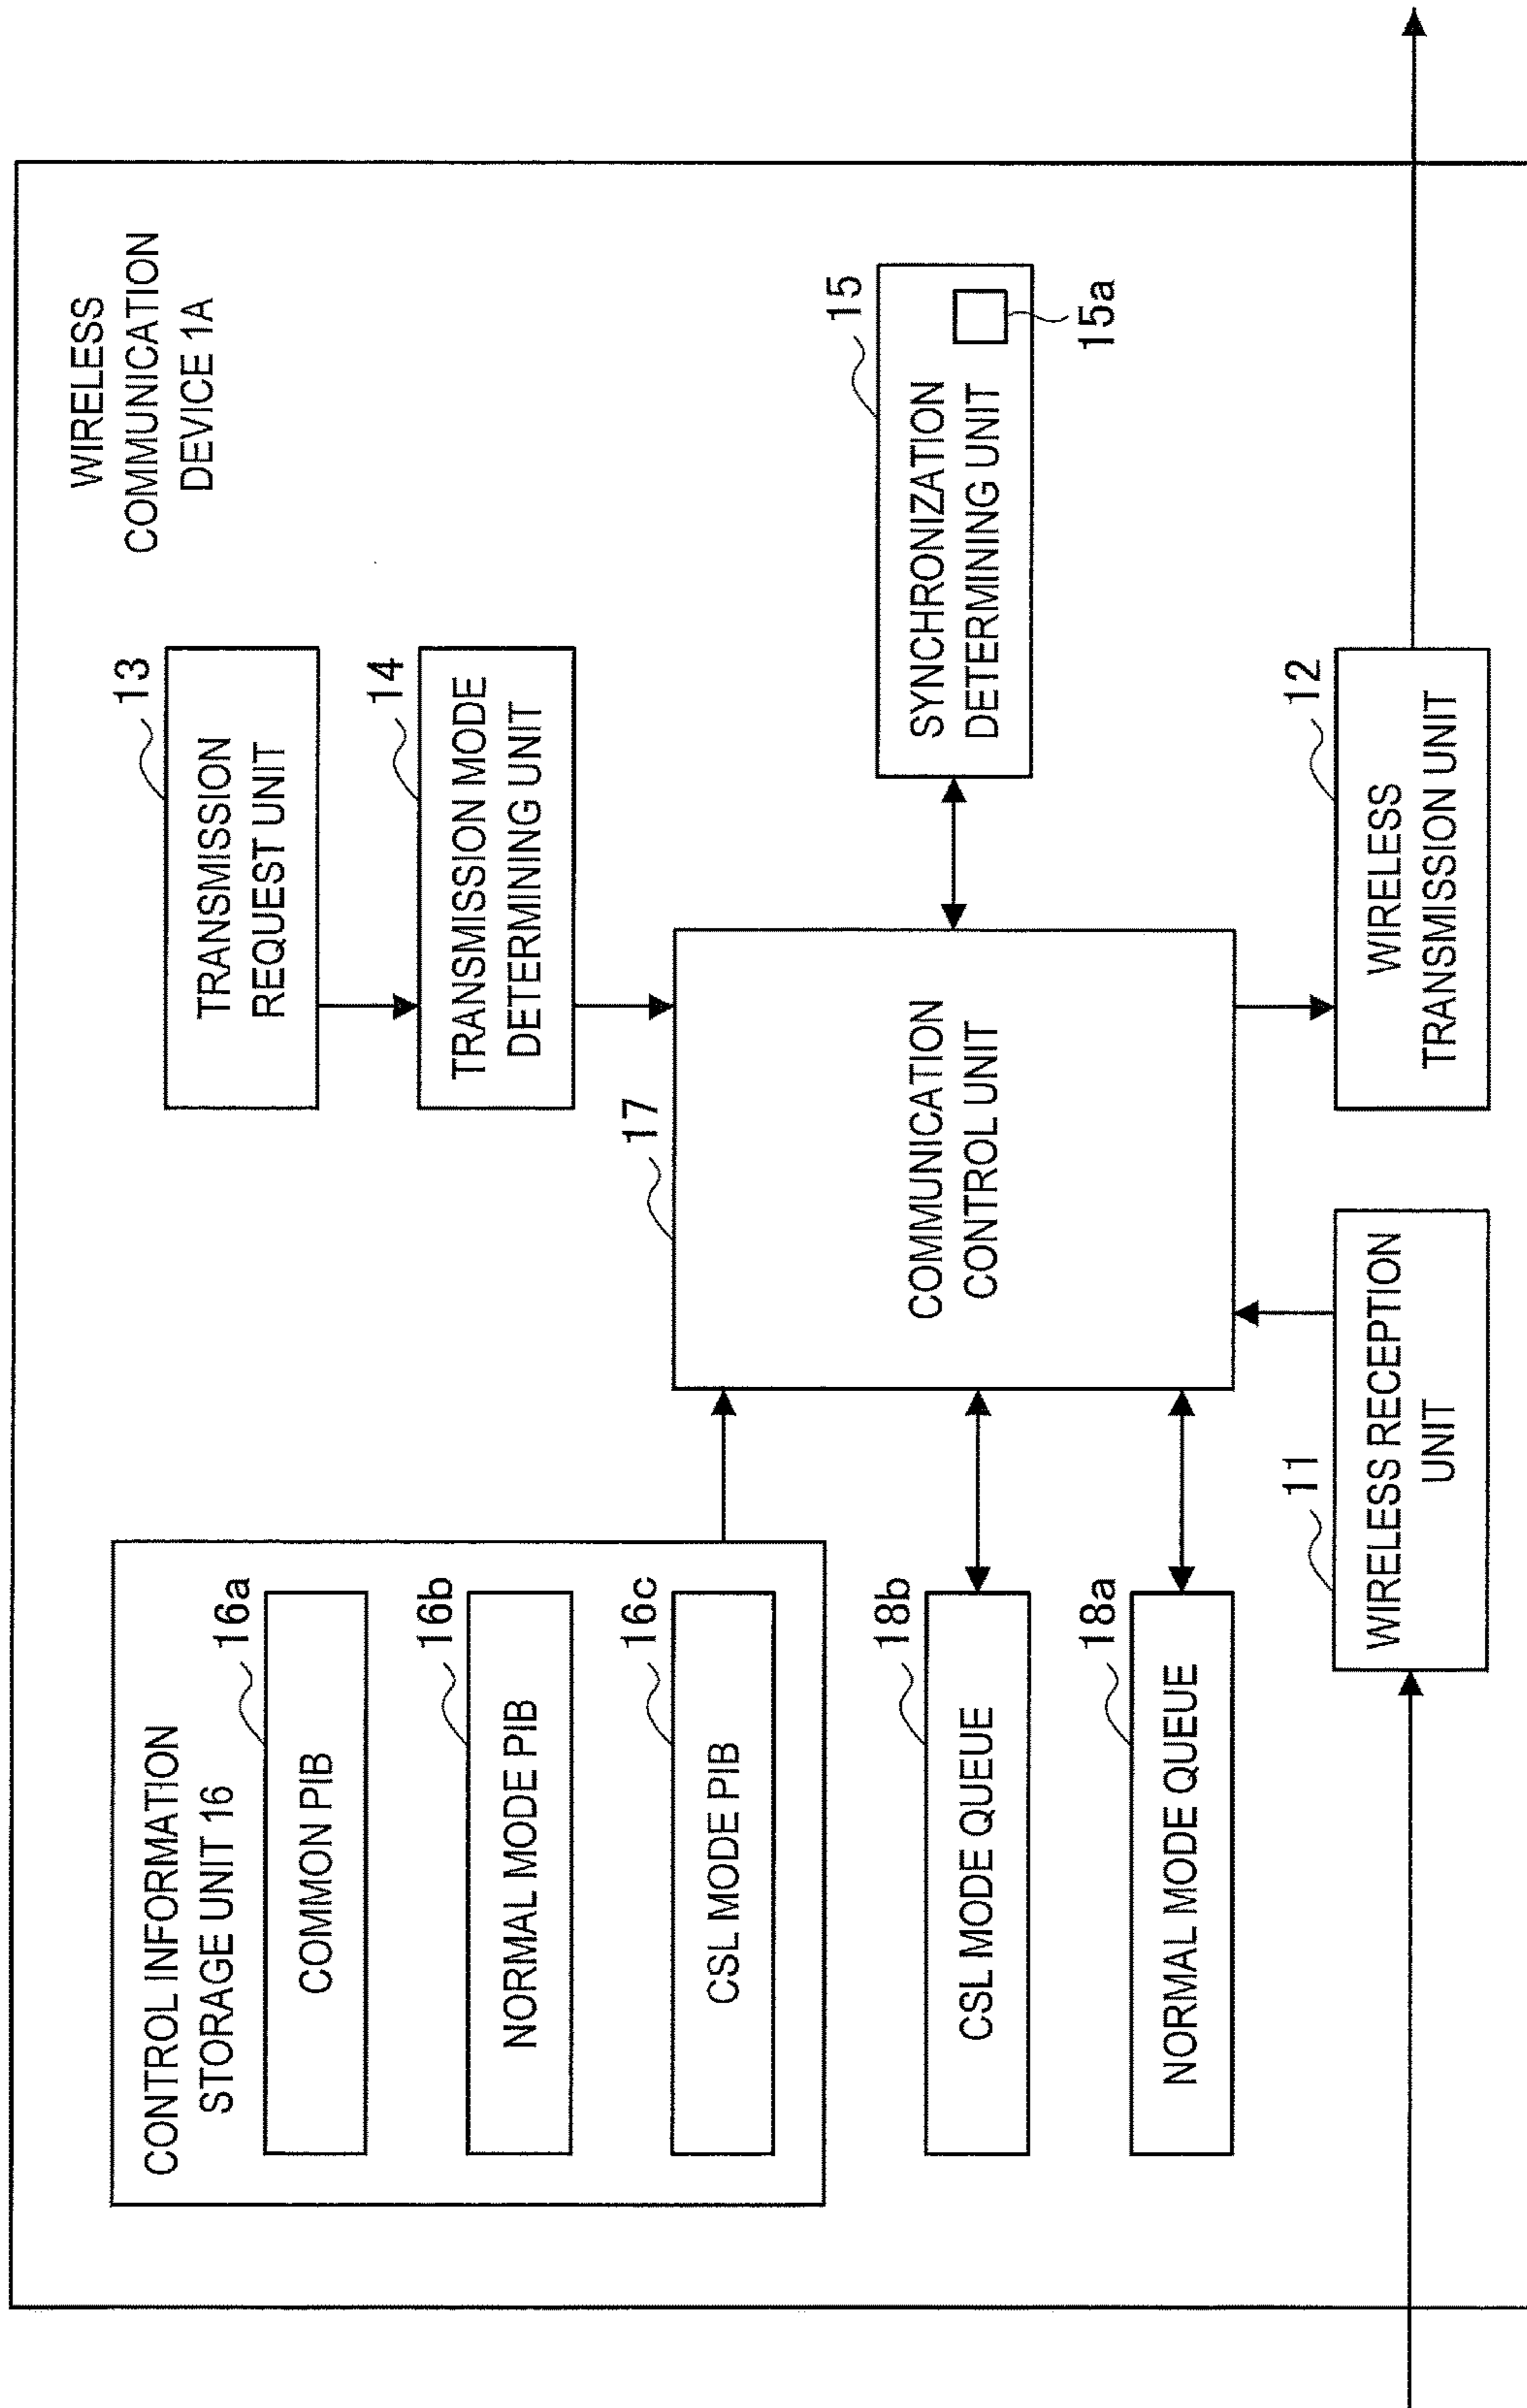 WIRELESS
COMMUNICATION
DEVICE 1A
CONTROL INFORMATION
STORAGE UNIT 16
16a
COMMON PIB
16b
NORMAL MODE PIB
16c
CSL MODE PIB
18b
CSL MODE QUEUE
18a
NORMAL MODE QUEUE
13
TRANSMISSION
REQUEST UNIT
14
TRANSMISSION MODE
DETERMINING UNIT
17
COMMUNICATION
CONTROL UNIT
15
SYNCHRONIZATION
DETERMINING UNIT
15a
11
WIRELESS RECEPTION
UNIT
12
WIRELESS
TRANSMISSION UNIT